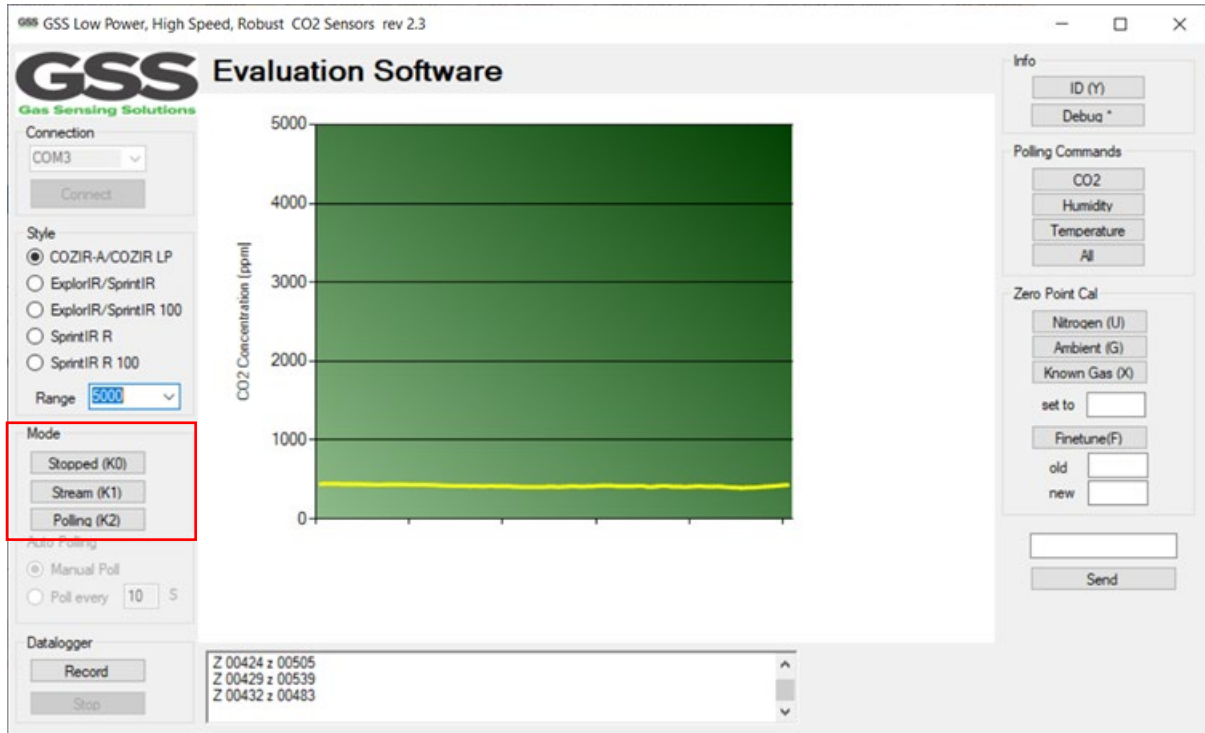 GSS GSS Low Power, High Speed, Robust CO2 Sensors rev 2.3
GSS
Gas Sensing Solutions
Evaluation Software
Connection
COM3
Connect
Style
COZIR-A/COZIR LP
ExplorIR/SprintIR
ExplorIR/SprintIR 100
SprintIR R
SprintIR R 100
Range 5000
Mode
Stopped (K0)
Stream (K1)
Polling (K2)
Auto Polling
Manual Poll
Poll every 10 S
Datalogger
Record
Stop
CO2 Concentration [ppm]
5000
4000
3000
2000
1000
0
Z 00424 z 00505
Z 00429 z 00539
Z 00432 z 00483
Info
ID (Y)
Debug *
Polling Commands
CO2
Humidity
Temperature
All
Zero Point Cal
Nitrogen (U)
Ambient (G)
Known Gas (X)
set to
Finetune(F)
old
new
Send